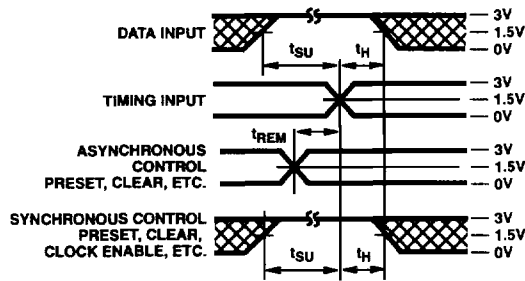 DATA INPUT
3V
1.5V
0V
tSU
tH
TIMING INPUT
3V
1.5V
0V
tREM
ASYNCHRONOUS
CONTROL
PRESET, CLEAR, ETC.
3V
1.5V
0V
SYNCHRONOUS CONTROL
PRESET, CLEAR,
CLOCK ENABLE, ETC.
3V
1.5V
0V
tSU
tH